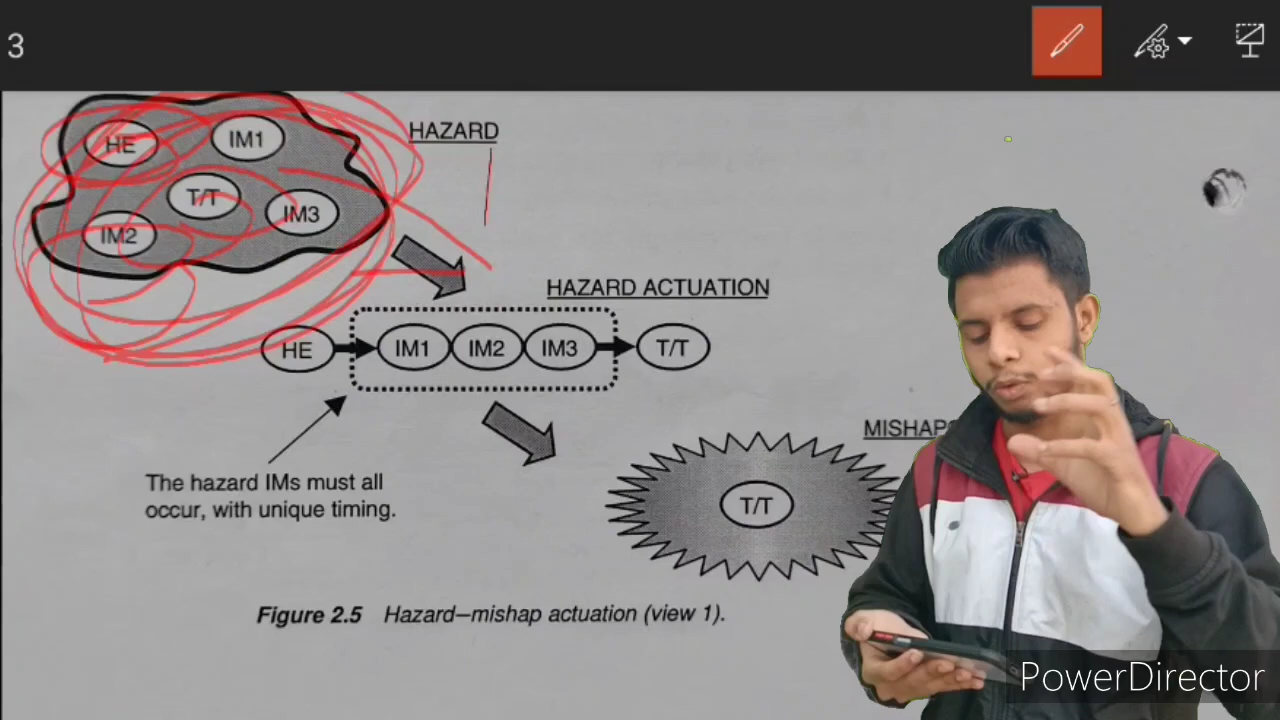 3
HE
IM1
HAZARD
T/T
IM3
IM2
HAZARD ACTUATION
HE
IM1
IM2
IM3
T/T
MISHAP
The hazard IMs must all
occur, with unique timing.
T/T
Figure 2.5 Hazard—mishap actuation (view 1).
PowerDirector